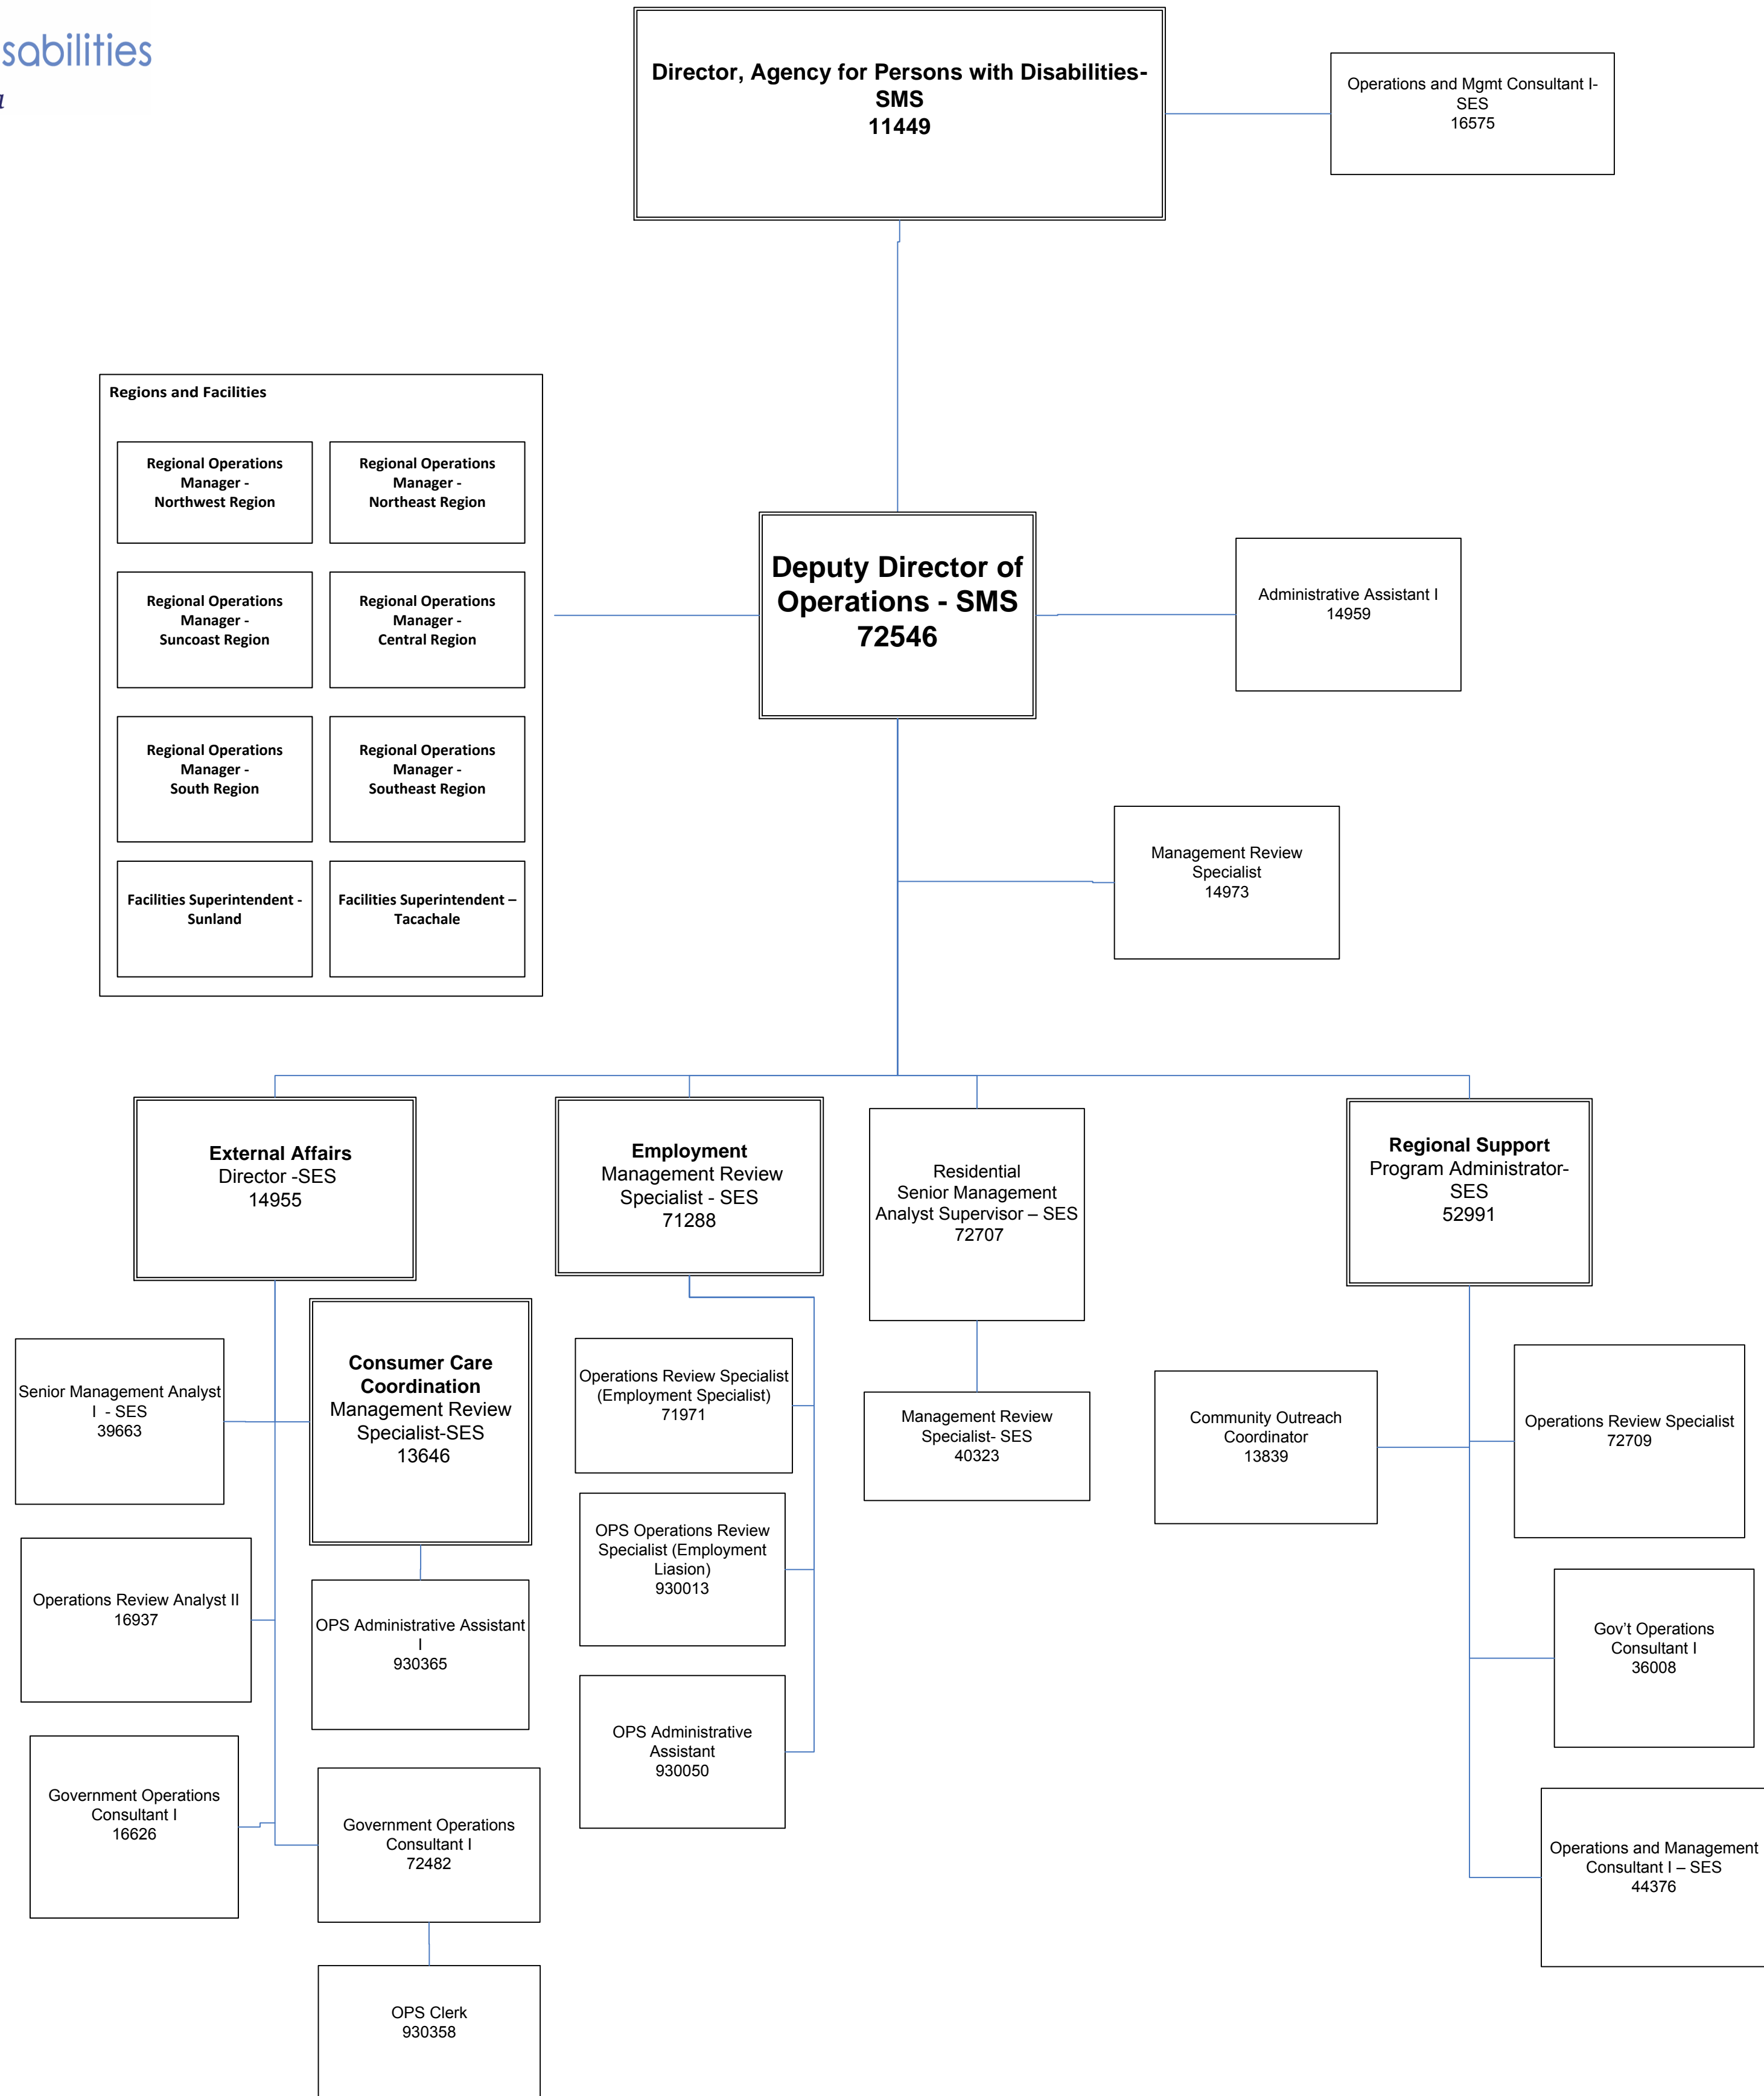 sabilities
Director, Agency for Persons with Disabilities-
SMS
11449
Operations and Mgmt Consultant I-
SES
16575
Regions and Facilities
Regional Operations
Manager -
Northwest Region
Regional Operations
Manager -
Northeast Region
Regional Operations
Manager -
Suncoast Region
Regional Operations
Manager -
Central Region
Regional Operations
Manager -
South Region
Regional Operations
Manager -
Southeast Region
Facilities Superintendent -
Sunland
Facilities Superintendent –
Tacachale
Deputy Director of
Operations - SMS
72546
Administrative Assistant I
14959
Management Review
Specialist
14973
External Affairs
Director -SES
14955
Employment
Management Review
Specialist - SES
71288
Residential
Senior Management
Analyst Supervisor – SES
72707
Regional Support
Program Administrator-
SES
52991
Senior Management Analyst
I - SES
39663
Consumer Care
Coordination
Management Review
Specialist-SES
13646
Operations Review Specialist
(Employment Specialist)
71971
Management Review
Specialist- SES
40323
Community Outreach
Coordinator
13839
Operations Review Specialist
72709
Operations Review Analyst II
16937
OPS Administrative Assistant
I
930365
OPS Operations Review
Specialist (Employment
Liasion)
930013
Gov’t Operations
Consultant I
36008
Government Operations
Consultant I
16626
Government Operations
Consultant I
72482
OPS Administrative
Assistant
930050
Operations and Management
Consultant I – SES
44376
OPS Clerk
930358